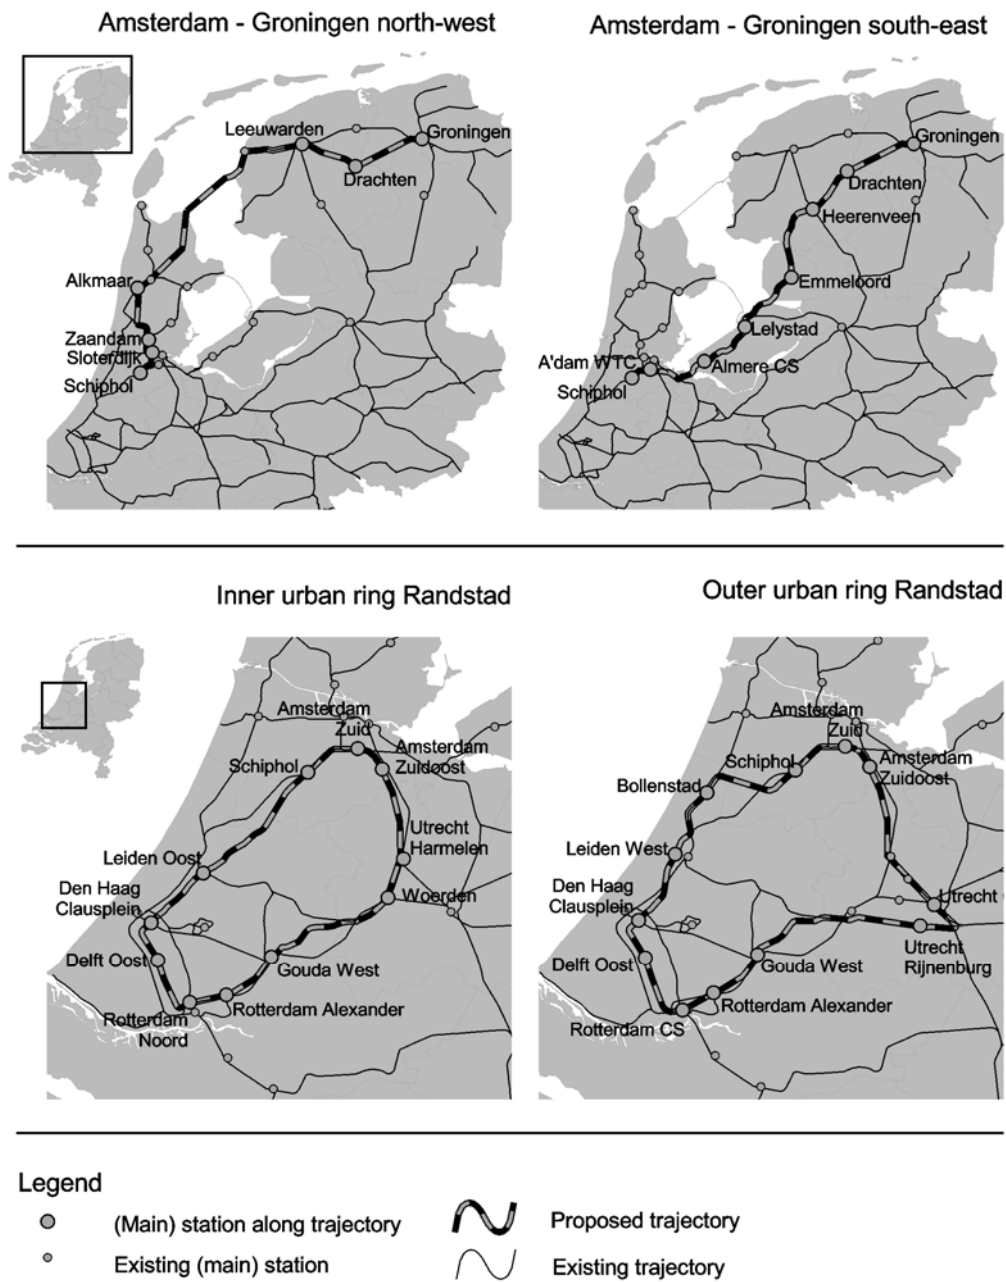 Amsterdam - Groningen north-west
Amsterdam - Groningen south-east
Leeuwarden
Groningen
Drachten
Alkmaar
Zaandam
Sloterdijk
Schiphol
Groningen
Drachten
Heerenveen
Emmeloord
Lelystad
A'dam WTC
Almere CS
Schiphol
Inner urban ring Randstad
Outer urban ring Randstad
Amsterdam
Zuid
Amsterdam
Zuidoost
Schiphol
Utrecht
Harmelen
Leiden Oost
Den Haag
Clausplein
Woerden
Delft Oost
Gouda West
Rotterdam Alexander
Rotterdam
Noord
Amsterdam
Zuid
Amsterdam
Zuidoost
Schiphol
Bollenstad
Leiden West
Den Haag
Clausplein
Utrecht
Delft Oost
Gouda West
Utrecht
Rijnenburg
Rotterdam Alexander
Rotterdam CS
Legend
(Main) station along trajectory
Proposed trajectory
Existing (main) station
Existing trajectory